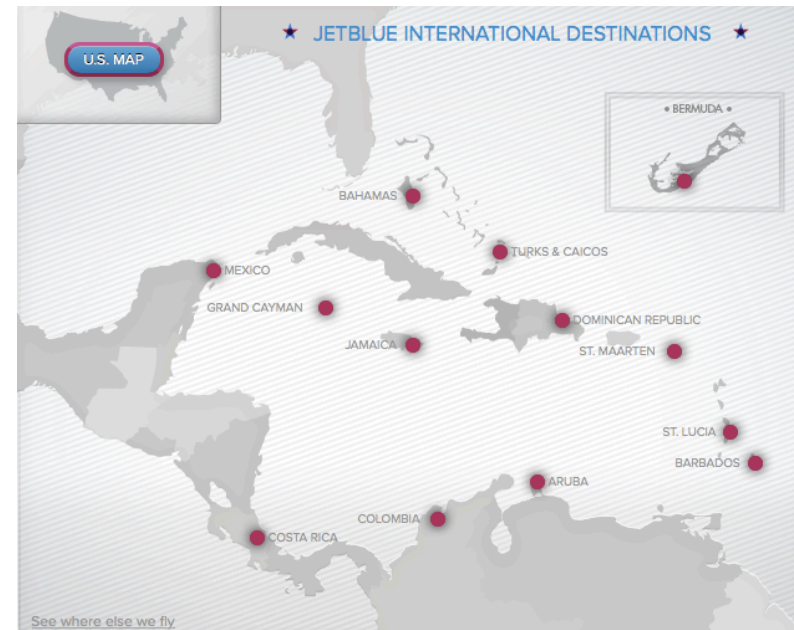 JETBLUE INTERNATIONAL DESTINATIONS
U.S. MAP
• BERMUDA •
BAHAMAS
TURKS & CAICOS
MEXICO
GRAND CAYMAN
DOMINICAN REPUBLIC
JAMAICA
ST. MAARTEN
ST. LUCIA
BARBADOS
ARUBA
COLOMBIA
COSTA RICA
See where else we fly